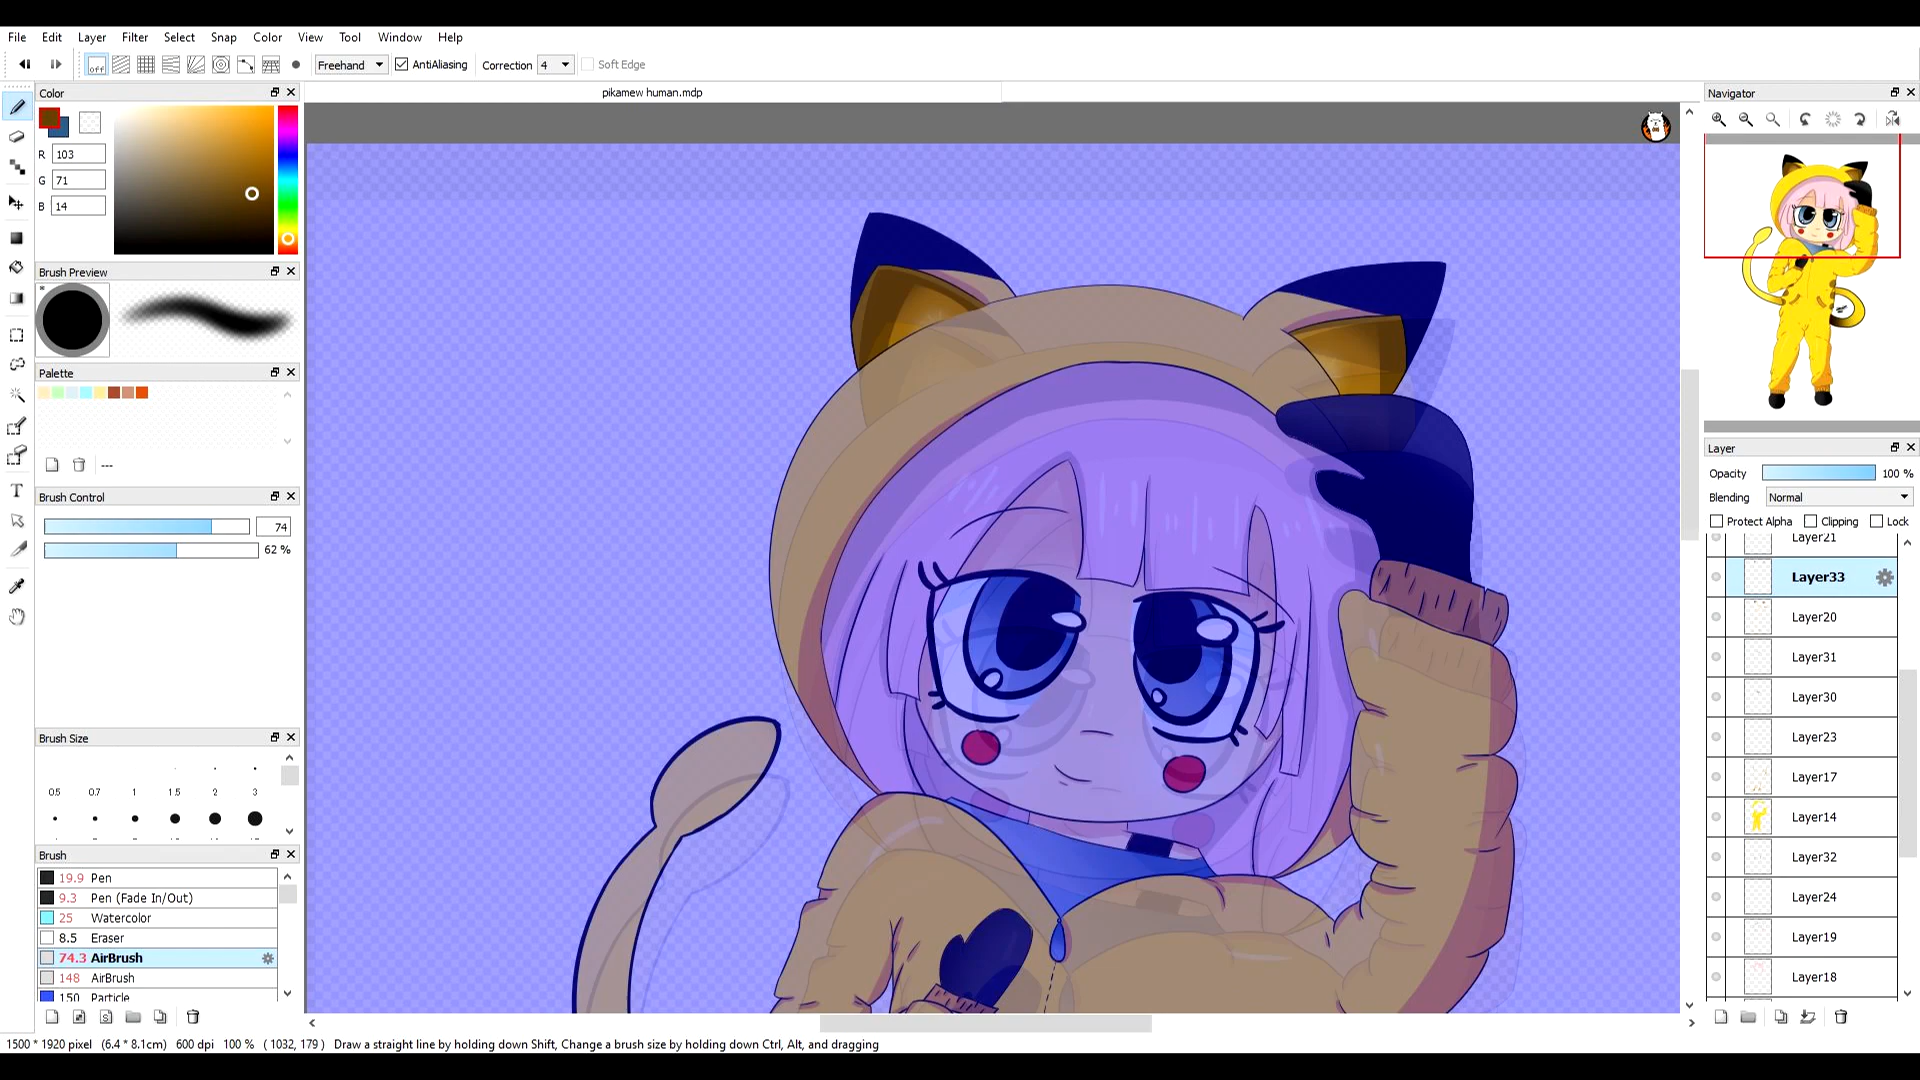 File Edit Layer Filter Select Snap Color View Tool Window Help
off Freehand AntiAliasing Correction 4 Soft Edge
Color
pikamew human.mdp
Navigator
R 103
G 71
B 14
Brush Preview
Palette
---
Brush Control
74
62 %
Brush Size
0.5 0.7 1 1.5 2 3
Brush
19.9 Pen
9.3 Pen (Fade In/Out)
25 Watercolor
8.5 Eraser
74.3 AirBrush
148 AirBrush
150 Particle
Layer
Opacity 100 %
Blending Normal
Protect Alpha Clipping Lock
Layer21
Layer33
Layer20
Layer31
Layer30
Layer23
Layer17
Layer14
Layer32
Layer24
Layer19
Layer18
1500 * 1920 pixel (6.4 * 8.1cm) 600 dpi 100 % ( 1032, 179 ) Draw a straight line by holding down Shift, Change a brush size by holding down Ctrl, Alt, and dragging